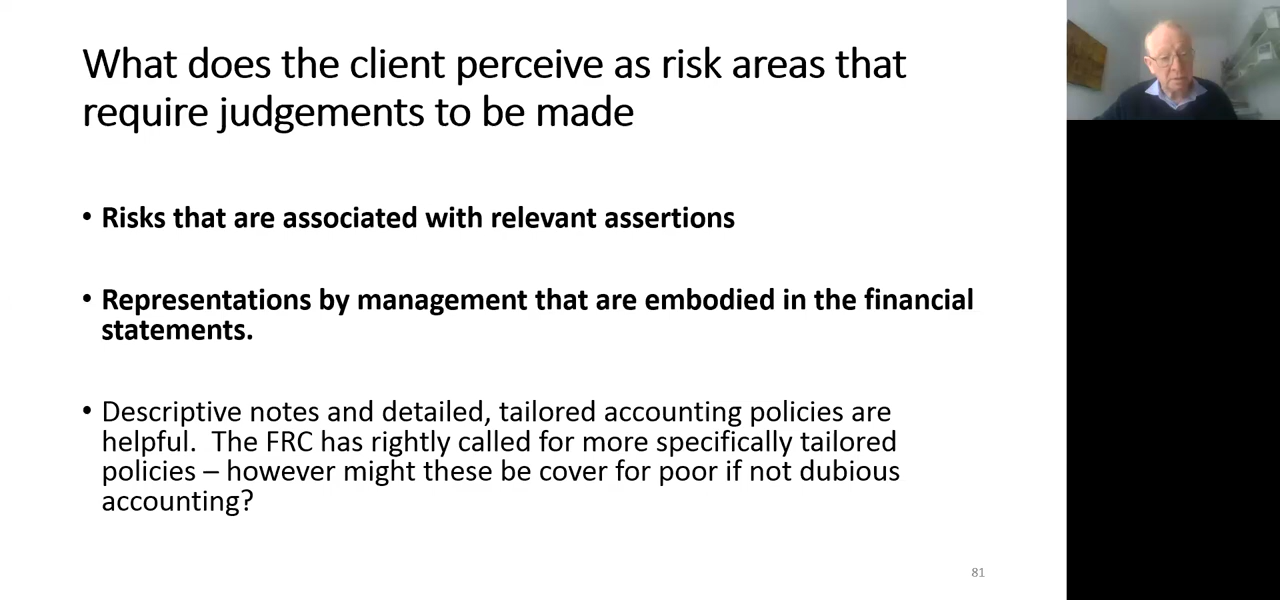 What does the client perceive as risk areas that
require judgements to be made
• Risks that are associated with relevant assertions
• Representations by management that are embodied in the financial
statements.
• Descriptive notes and detailed, tailored accounting policies are
helpful.  The FRC has rightly called for more specifically tailored
policies – however might these be cover for poor if not dubious
accounting?
81